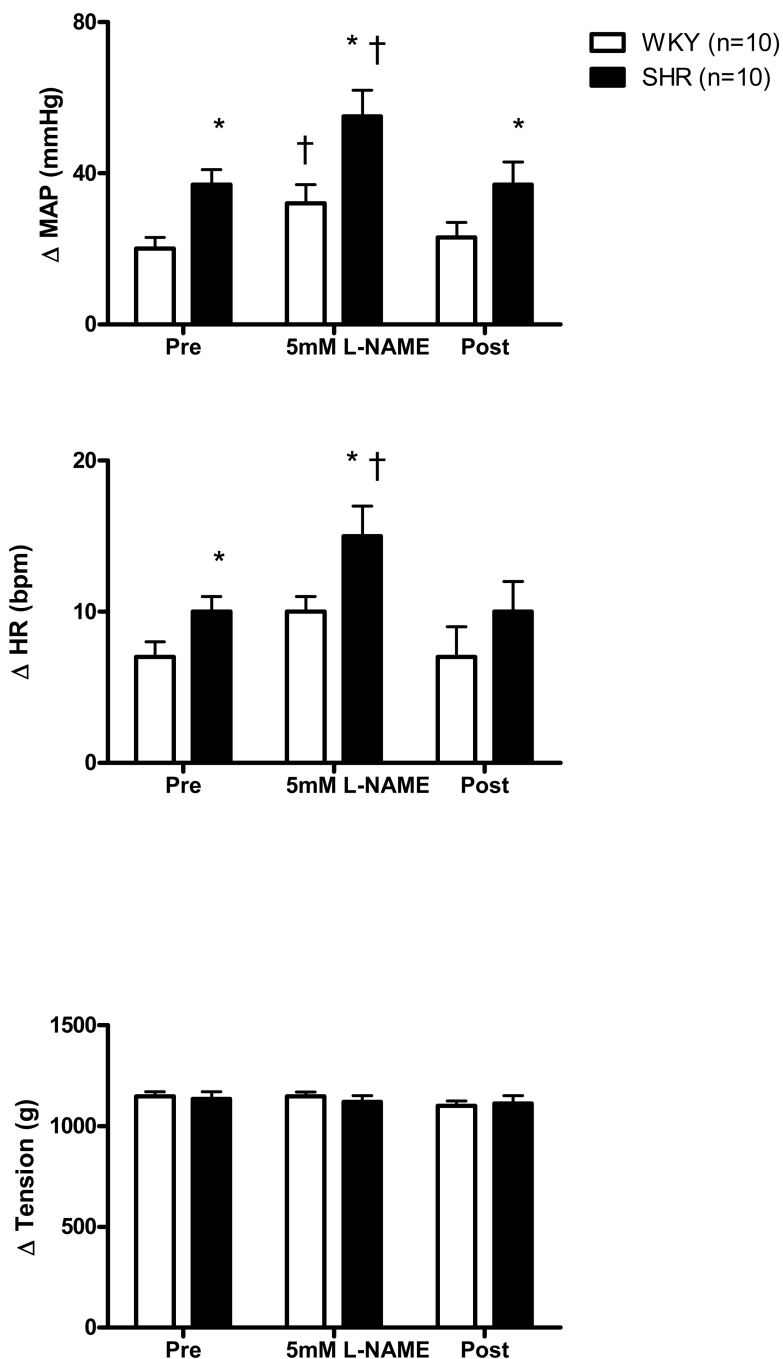 80
* †
WKY (n=10)
SHR (n=10)
*
*
†
40
Δ MAP (mmHg)
0
Pre
5mM L-NAME
Post
20
* †
*
10
Δ HR (bpm)
0
Pre
5mM L-NAME
Post
1500
1000
Δ Tension (g)
500
0
Pre
5mM L-NAME
Post